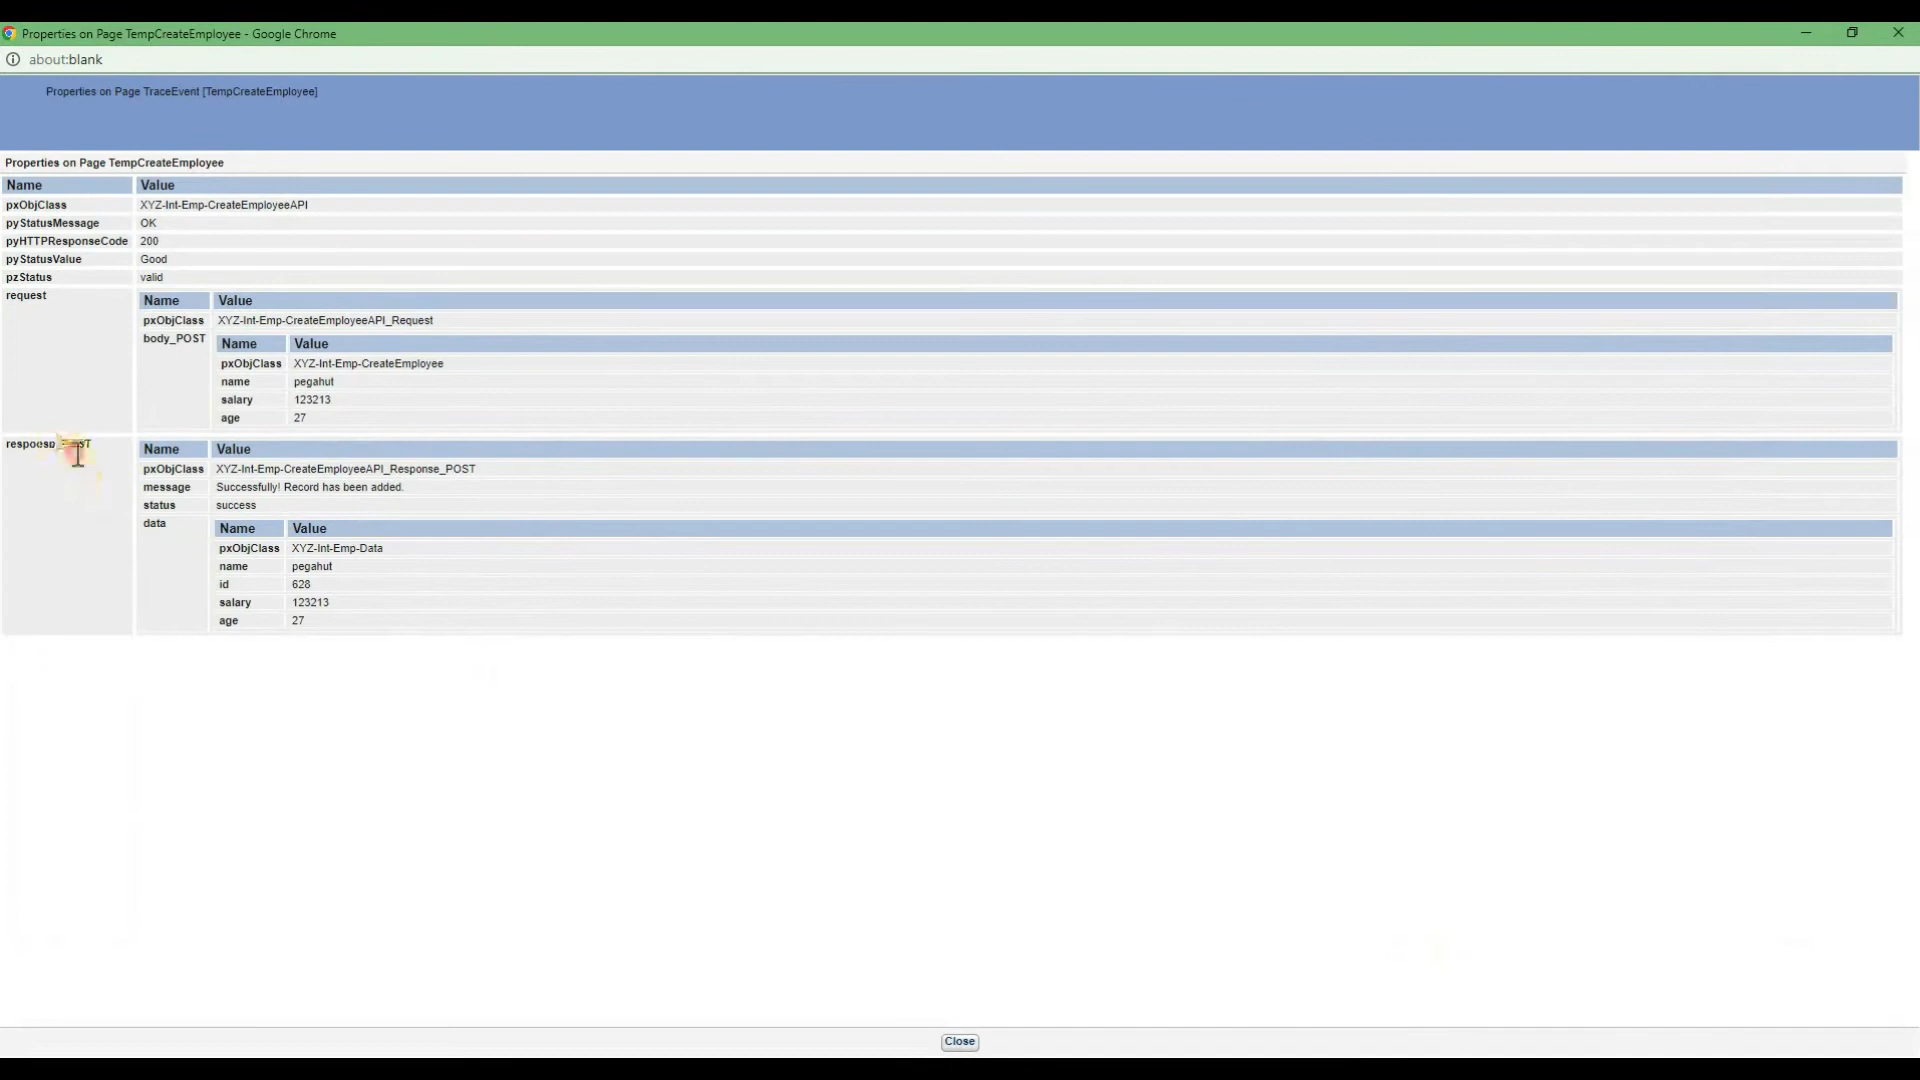 Properties on Page TempCreateEmployee - Google Chrome
about:blank
Properties on Page TraceEvent [TempCreateEmployee]
Properties on Page TempCreateEmployee
Name Value
pxObjClass XYZ-Int-Emp-CreateEmployeeAPI
pyStatusMessage OK
pyHTTPResponseCode 200
pyStatusValue Good
pzStatus valid
request Name Value
pxObjClass XYZ-Int-Emp-CreateEmployeeAPI_Request
body_POST Name Value
pxObjClass XYZ-Int-Emp-CreateEmployee
name pegahut
salary 123213
age 27
Name Value
pxObjClass XYZ-Int-Emp-CreateEmployeeAPI_Response_POST
message Successfully! Record has been added.
status success
data Name Value
pxObjClass XYZ-Int-Emp-Data
name pegahut
id 628
salary 123213
age 27
Close